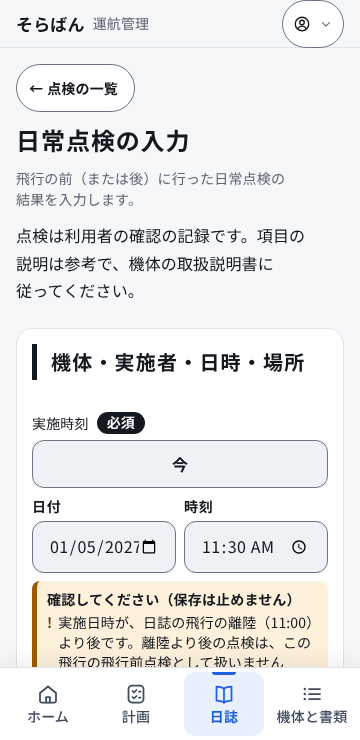 そらばん 運航管理
← 点検の一覧
日常点検の入力
飛行の前（または後）に行った日常点検の
結果を入力します。
点検は利用者の確認の記録です。項目の
説明は参考で、機体の取扱説明書に
従ってください。
機体・実施者・日時・場所
実施時刻 必須
今
日付 時刻
01/05/2027 11:30 AM
確認してください（保存は止めません）
! 実施日時が、日誌の飛行の離陸（11:00）
より後です。離陸より後の点検は、この
飛行の飛行前点検として扱いません
ホーム 計画 日誌 機体と書類